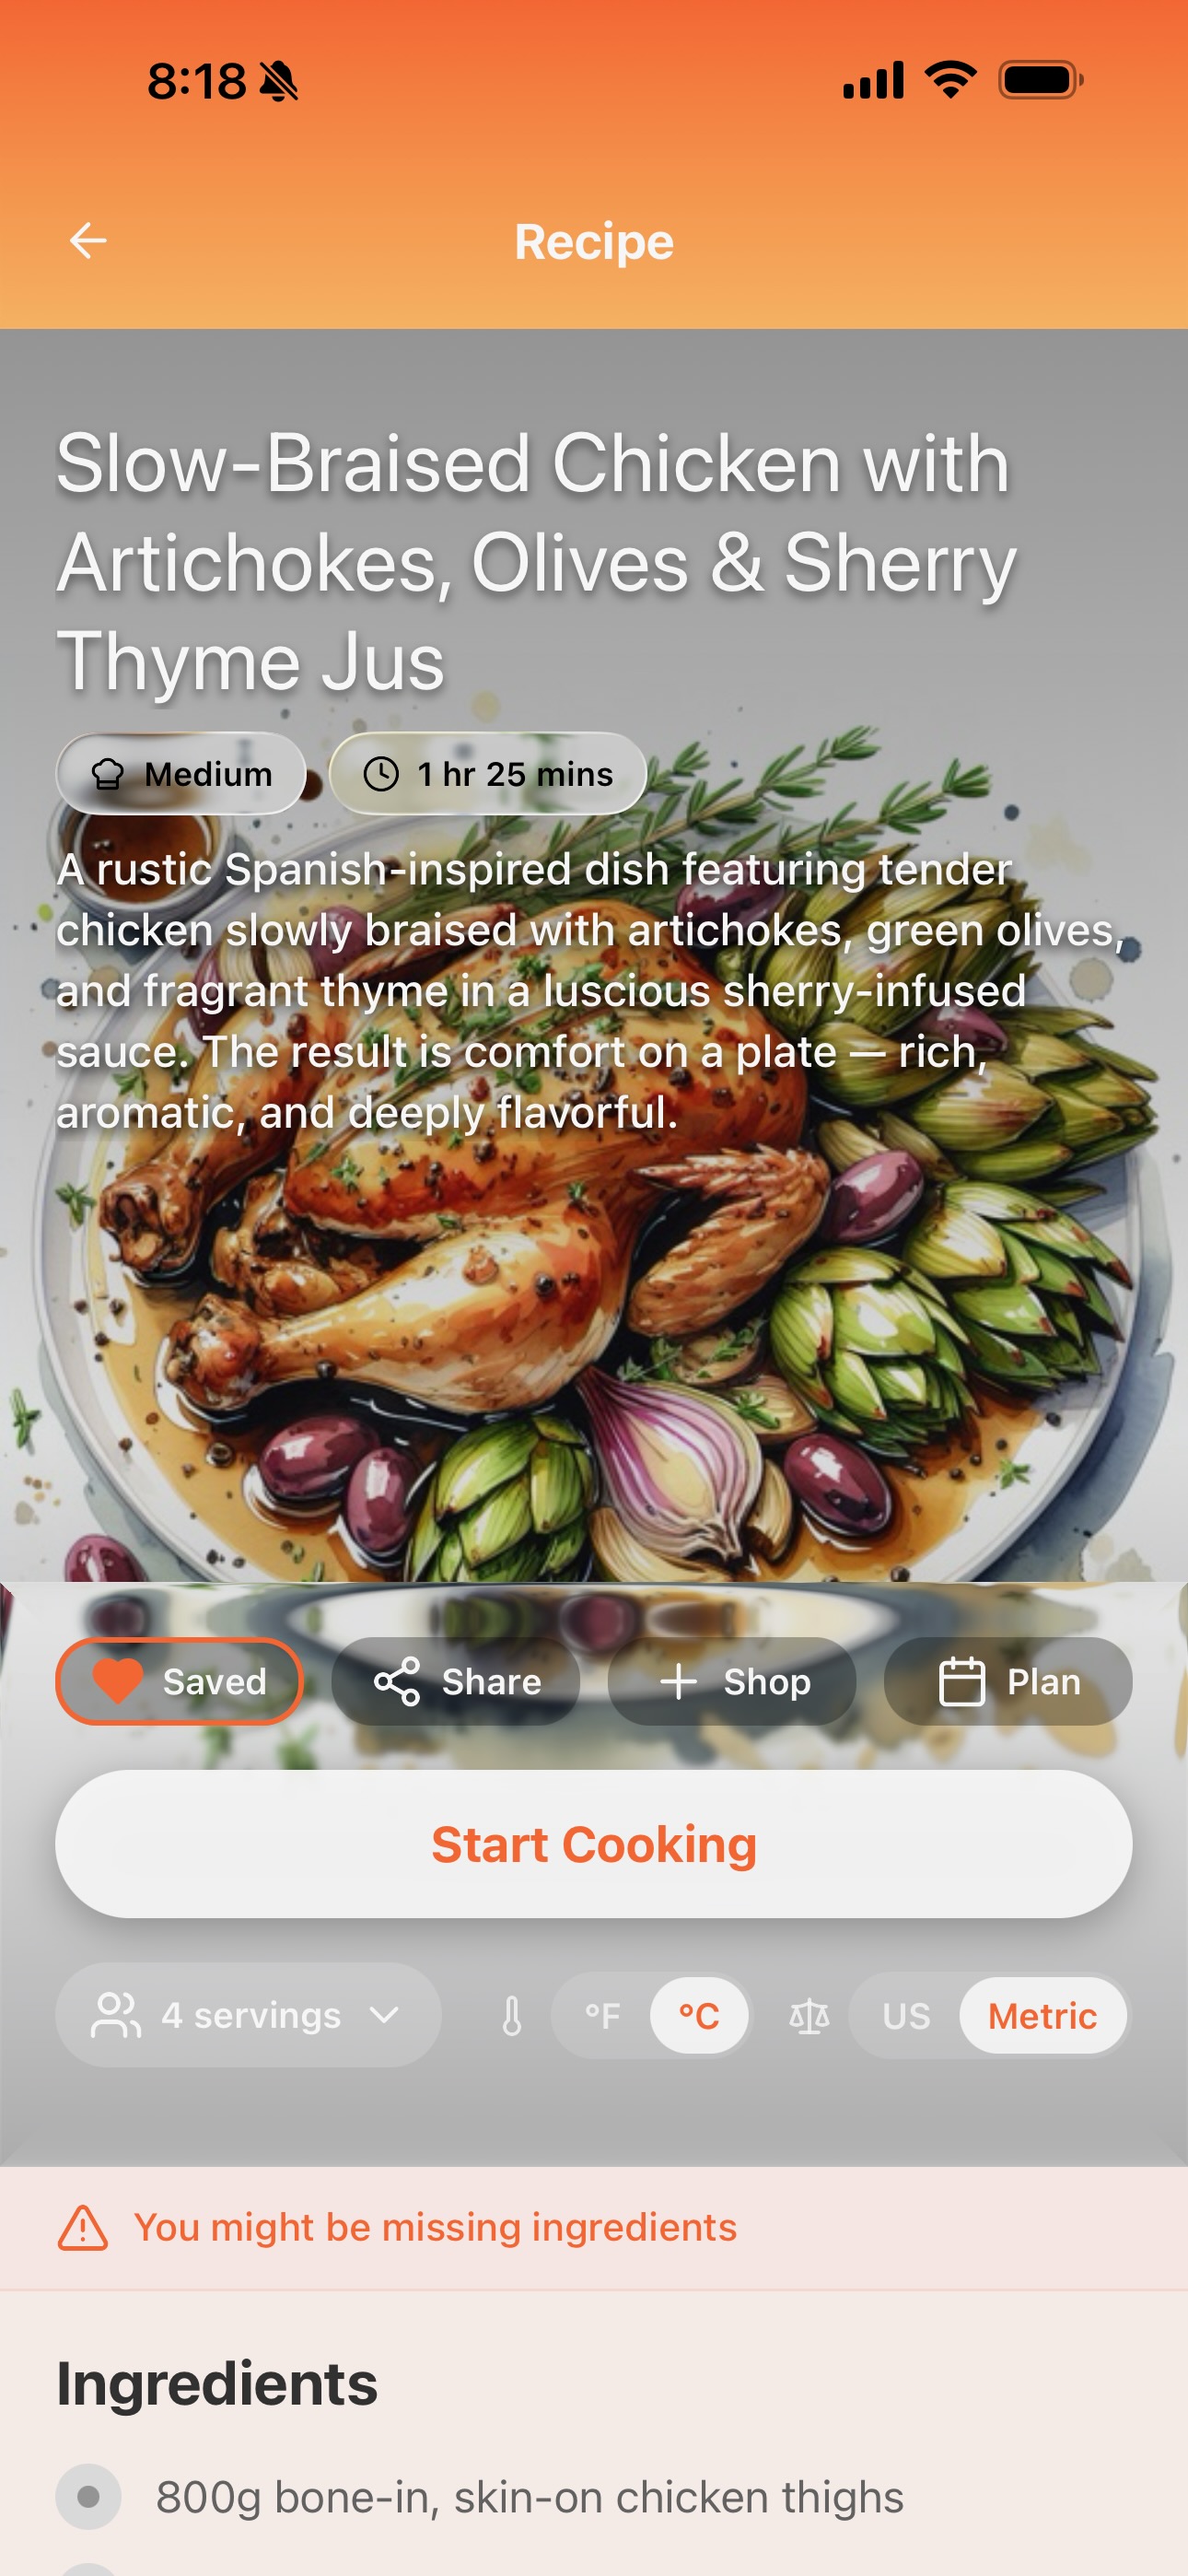 8:18
Recipe
Slow-Braised Chicken with
Artichokes, Olives & Sherry
Thyme Jus
Medium
1 hr 25 mins
A rustic Spanish-inspired dish featuring tender
chicken slowly braised with artichokes, green olives,
and fragrant thyme in a luscious sherry-infused
sauce. The result is comfort on a plate — rich,
aromatic, and deeply flavorful.
Saved
Share
Shop
Plan
Start Cooking
4 servings
°F
°C
US
Metric
You might be missing ingredients
Ingredients
800g bone-in, skin-on chicken thighs